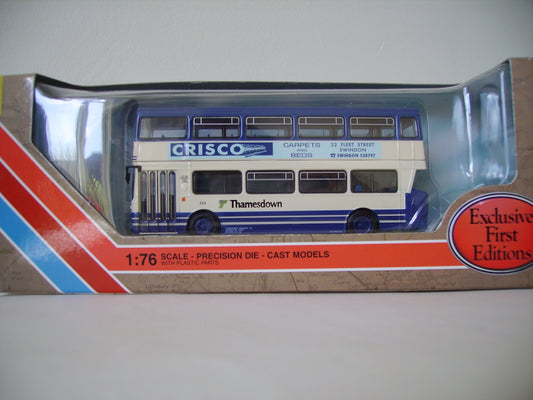 CRISCO
CARPETS
AND
BEDS
22 FLEET STREET
SWINDON
SWINDON 538797
Thamesdown
Exclusive
First
Editions
1:76 SCALE - PRECISION DIE - CAST MODELS
WITH PLASTIC PARTS